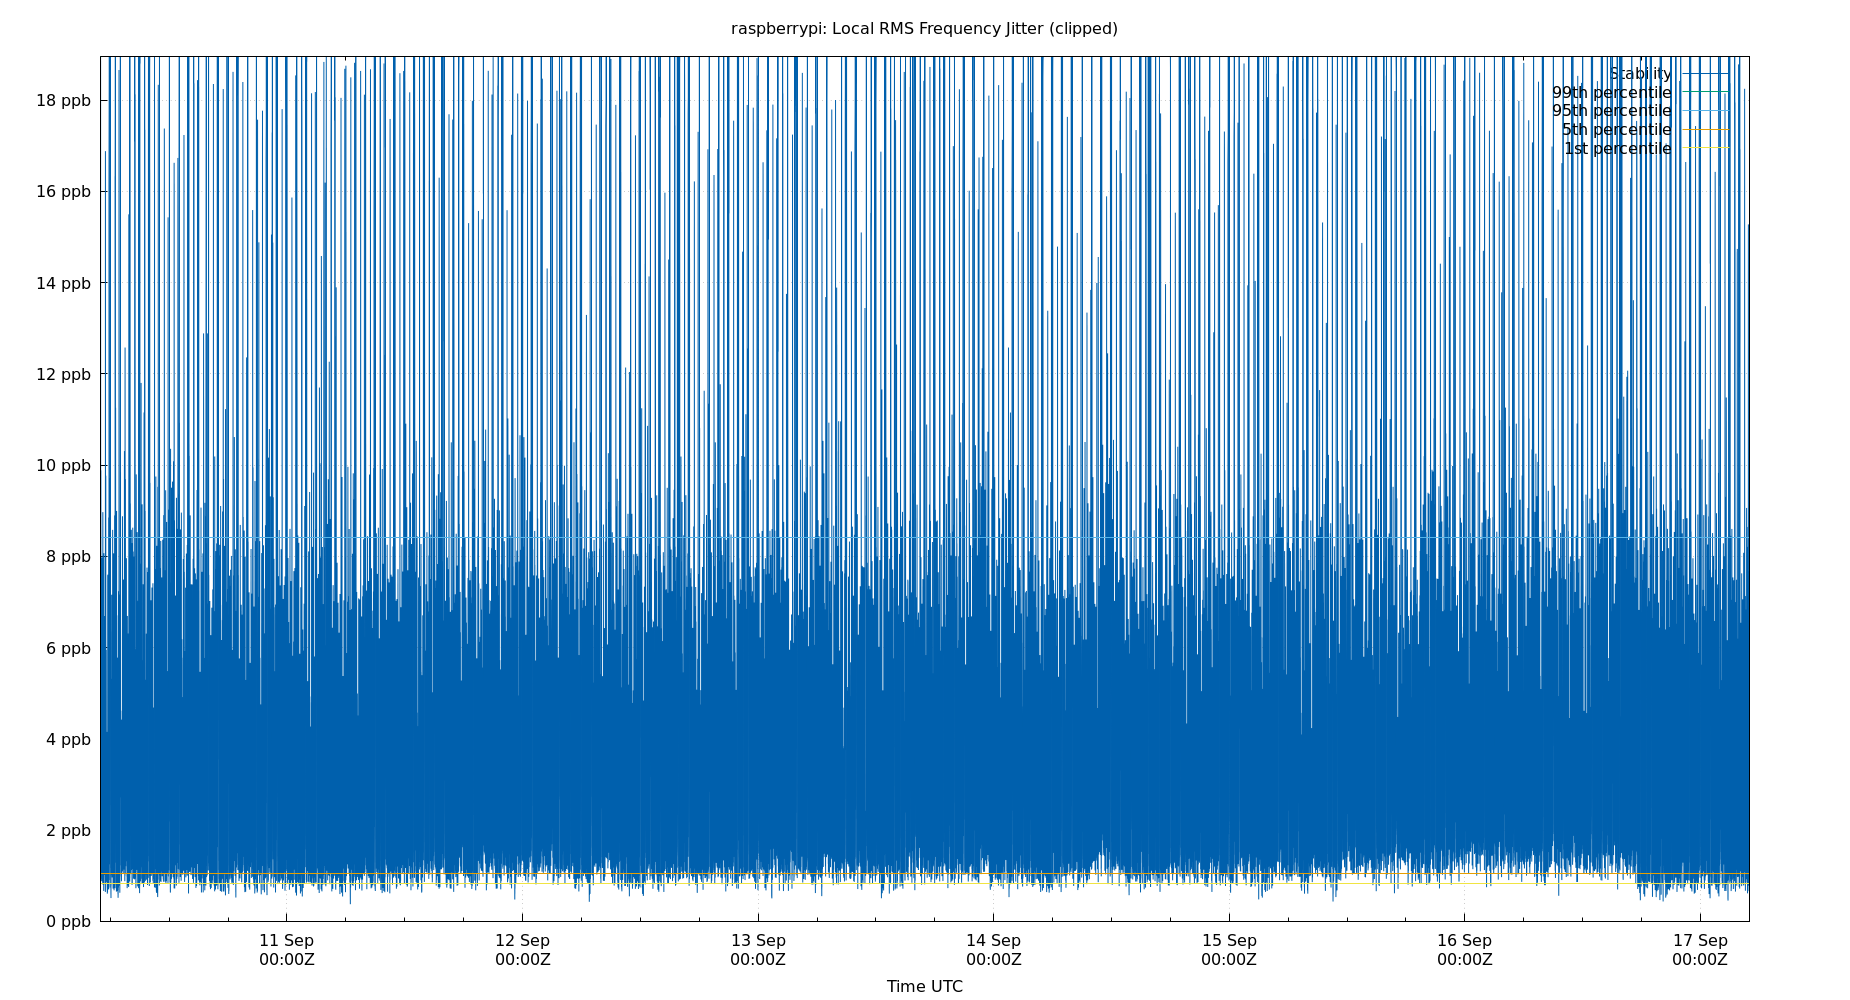 raspberrypi: Local RMS Frequency Jitter (clipped)
Stability
99th percentile
95th percentile
5th percentile
1st percentile
18 ppb
16 ppb
14 ppb
12 ppb
10 ppb
8 ppb
6 ppb
4 ppb
2 ppb
0 ppb
11 Sep 12 Sep 13 Sep 14 Sep 15 Sep 16 Sep 17 Sep
00:00Z 00:00Z 00:00Z 00:00Z 00:00Z 00:00Z 00:00Z
Time UTC